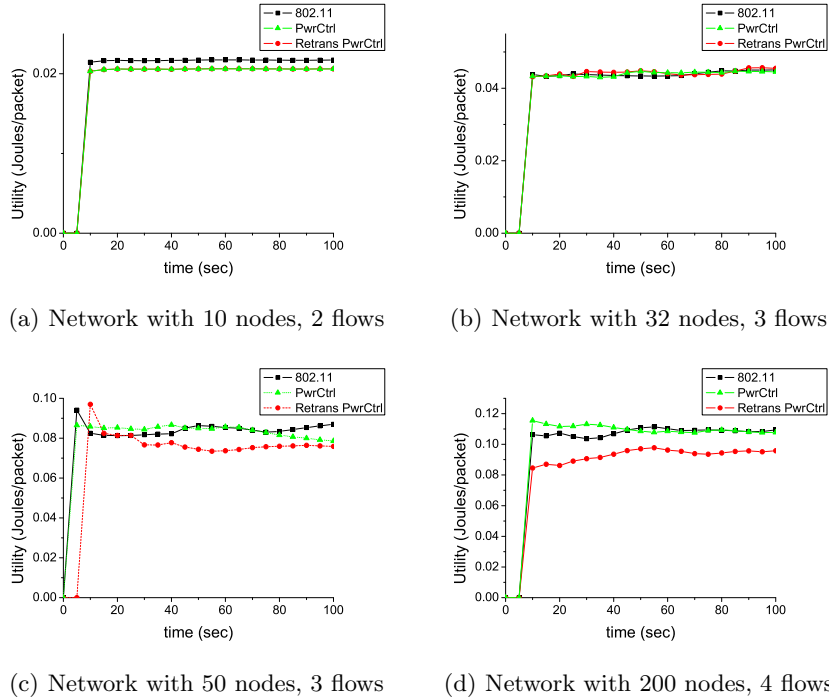 802.11
PwrCtrl
Retrans PwrCtrl
0.02
0.00
Utility (Joules/packet)
0 20 40 60 80 100
time (sec)
(a) Network with 10 nodes, 2 flows
802.11
PwrCtrl
Retrans PwrCtrl
0.04
0.02
0.00
Utility (Joules/packet)
0 20 40 60 80 100
time (sec)
(b) Network with 32 nodes, 3 flows
802.11
PwrCtrl
Retrans PwrCtrl
0.10
0.08
0.06
0.04
0.02
0.00
Utility (Joules/packet)
0 20 40 60 80 100
time (sec)
(c) Network with 50 nodes, 3 flows
802.11
PwrCtrl
Retrans PwrCtrl
0.12
0.10
0.08
0.06
0.04
0.02
0.00
Utility (Joules/packet)
0 20 40 60 80 100
time (sec)
(d) Network with 200 nodes, 4 flows